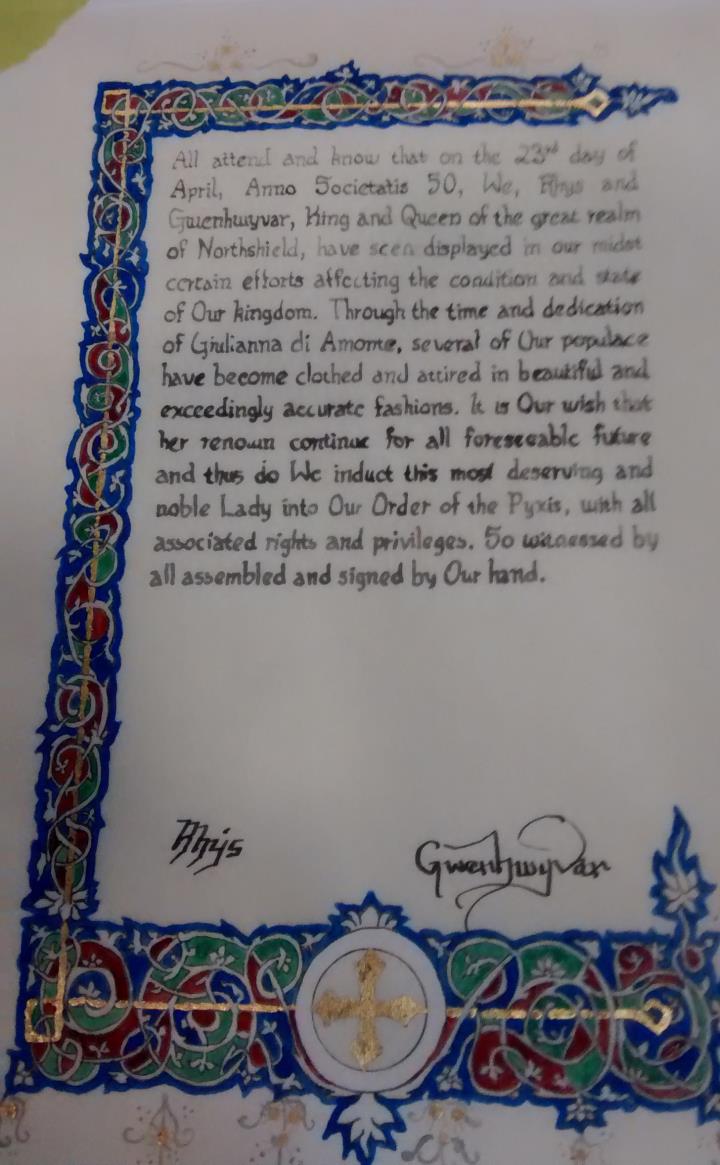 All attend and know that on the 23rd day of
April, Anno Societatis 50, We, Rhys and
Gwenhwyvar, King and Queen of the great realm
of Northshield, have seen displayed in our midst
certain efforts affecting the condition and state
of Our kingdom. Through the time and dedication
of Giulianna di Amorre, several of Our populace
have become clothed and attired in beautiful and
exceedingly accurate fashions. It is Our wish that
her renown continue for all foreseeable future
and thus do We induct this most deserving and
noble Lady into Our Order of the Pyxis, with all
associated rights and privileges. So witnessed by
all assembled and signed by Our hand.
Rhys Gwenhwyvar